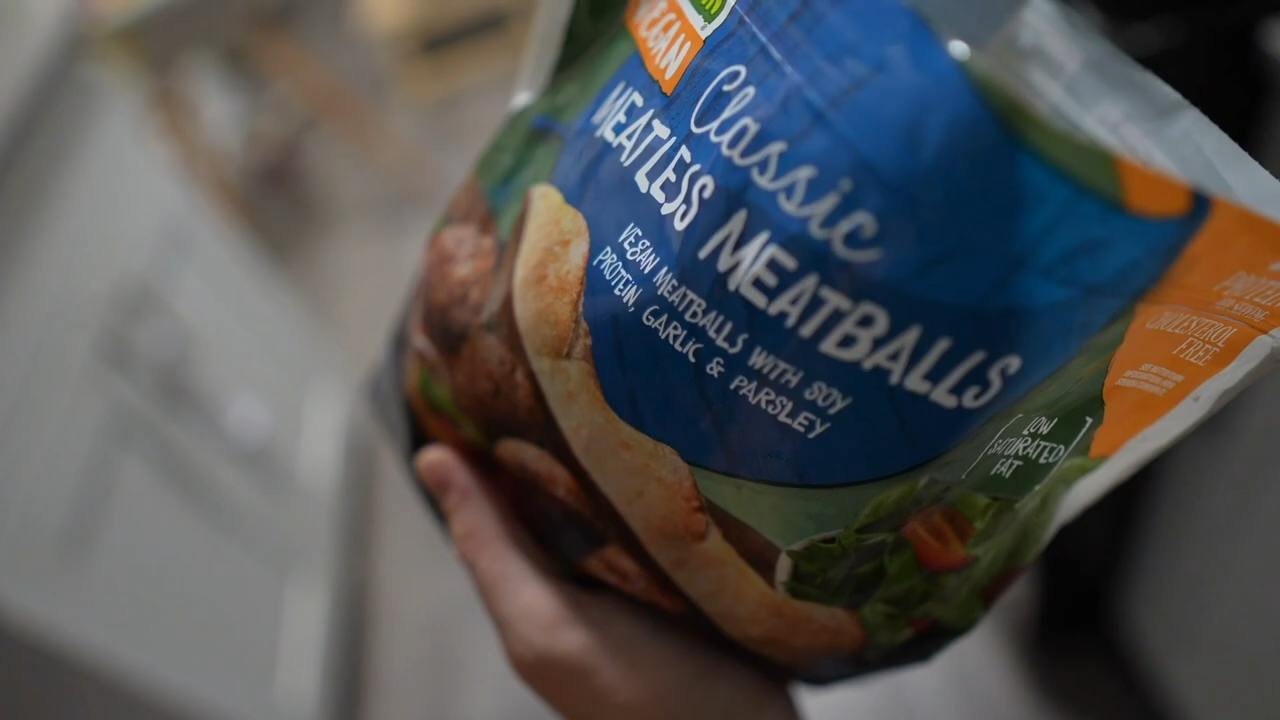 VEGAN
Classic
MEATLESS MEATBALLS
VEGAN MEATBALLS WITH SOY
PROTEIN, GARLIC & PARSLEY
LOW
SATURATED
FAT
CHOLESTEROL
FREE